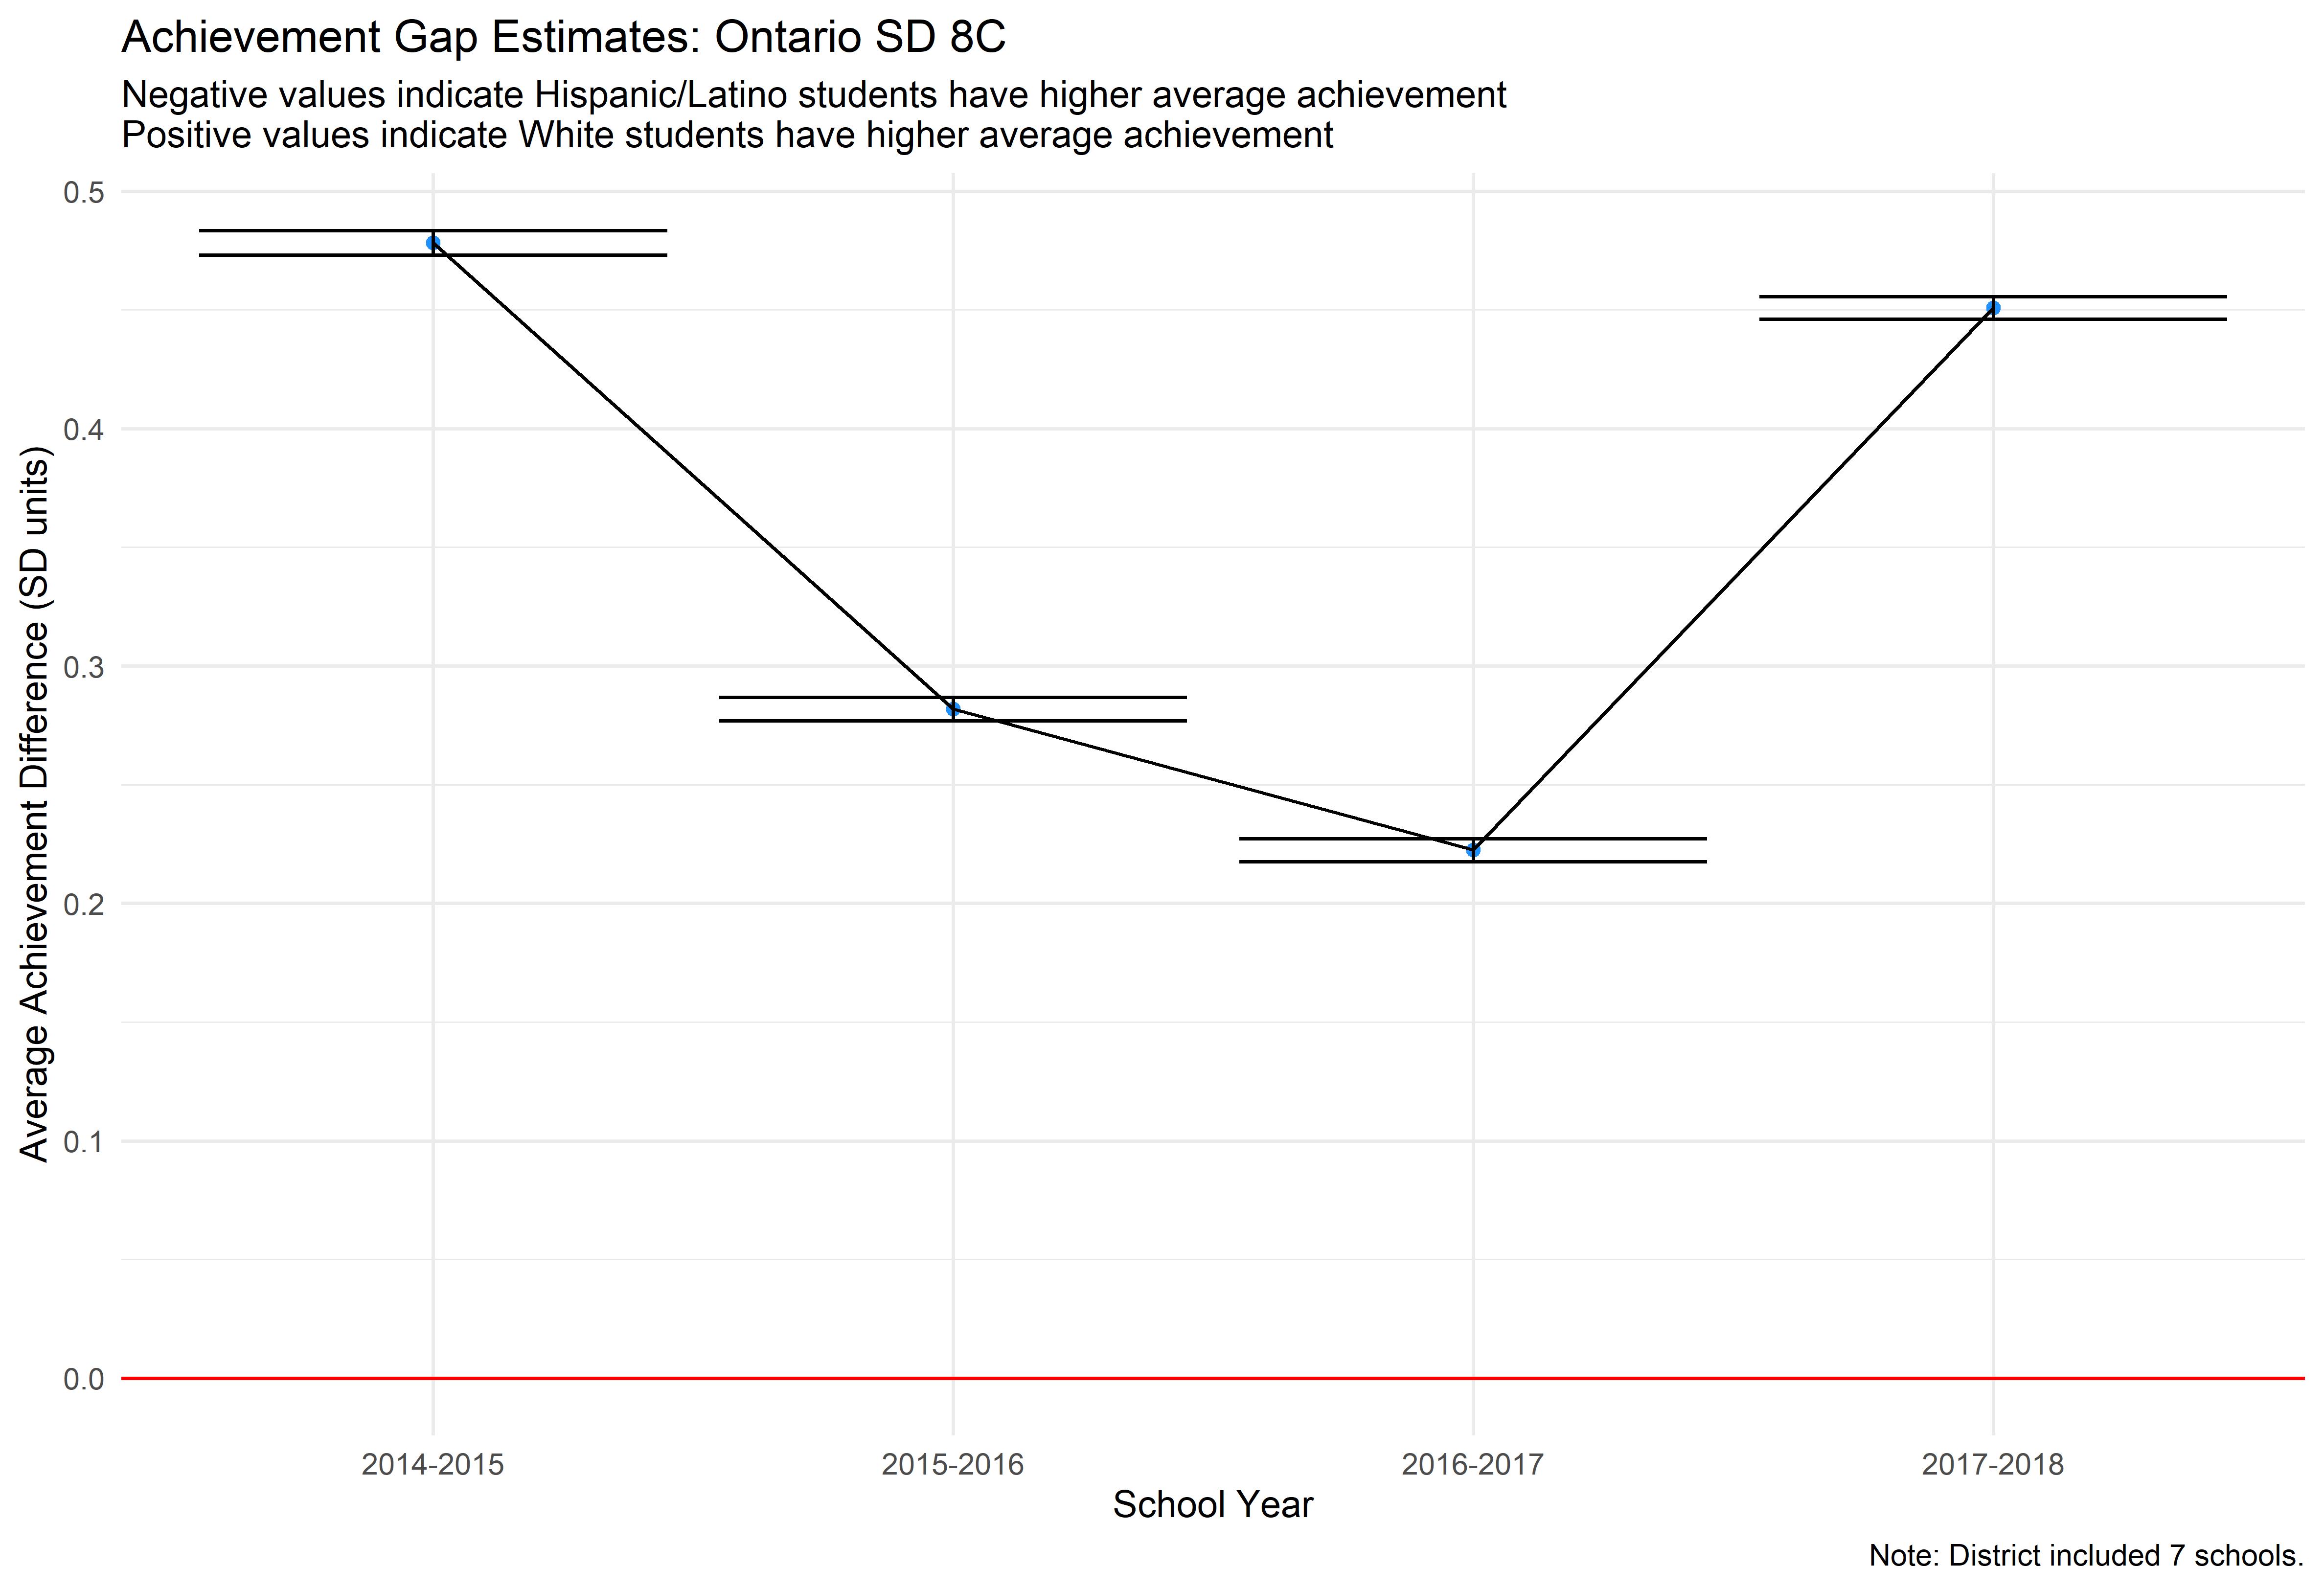 Achievement Gap Estimates: Ontario SD 8C
Negative values indicate Hispanic/Latino students have higher average achievement
Positive values indicate White students have higher average achievement
Average Achievement Difference (SD units)
0.5
0.4
0.3
0.2
0.1
0.0
2014-2015 2015-2016 2016-2017 2017-2018
School Year
Note: District included 7 schools.